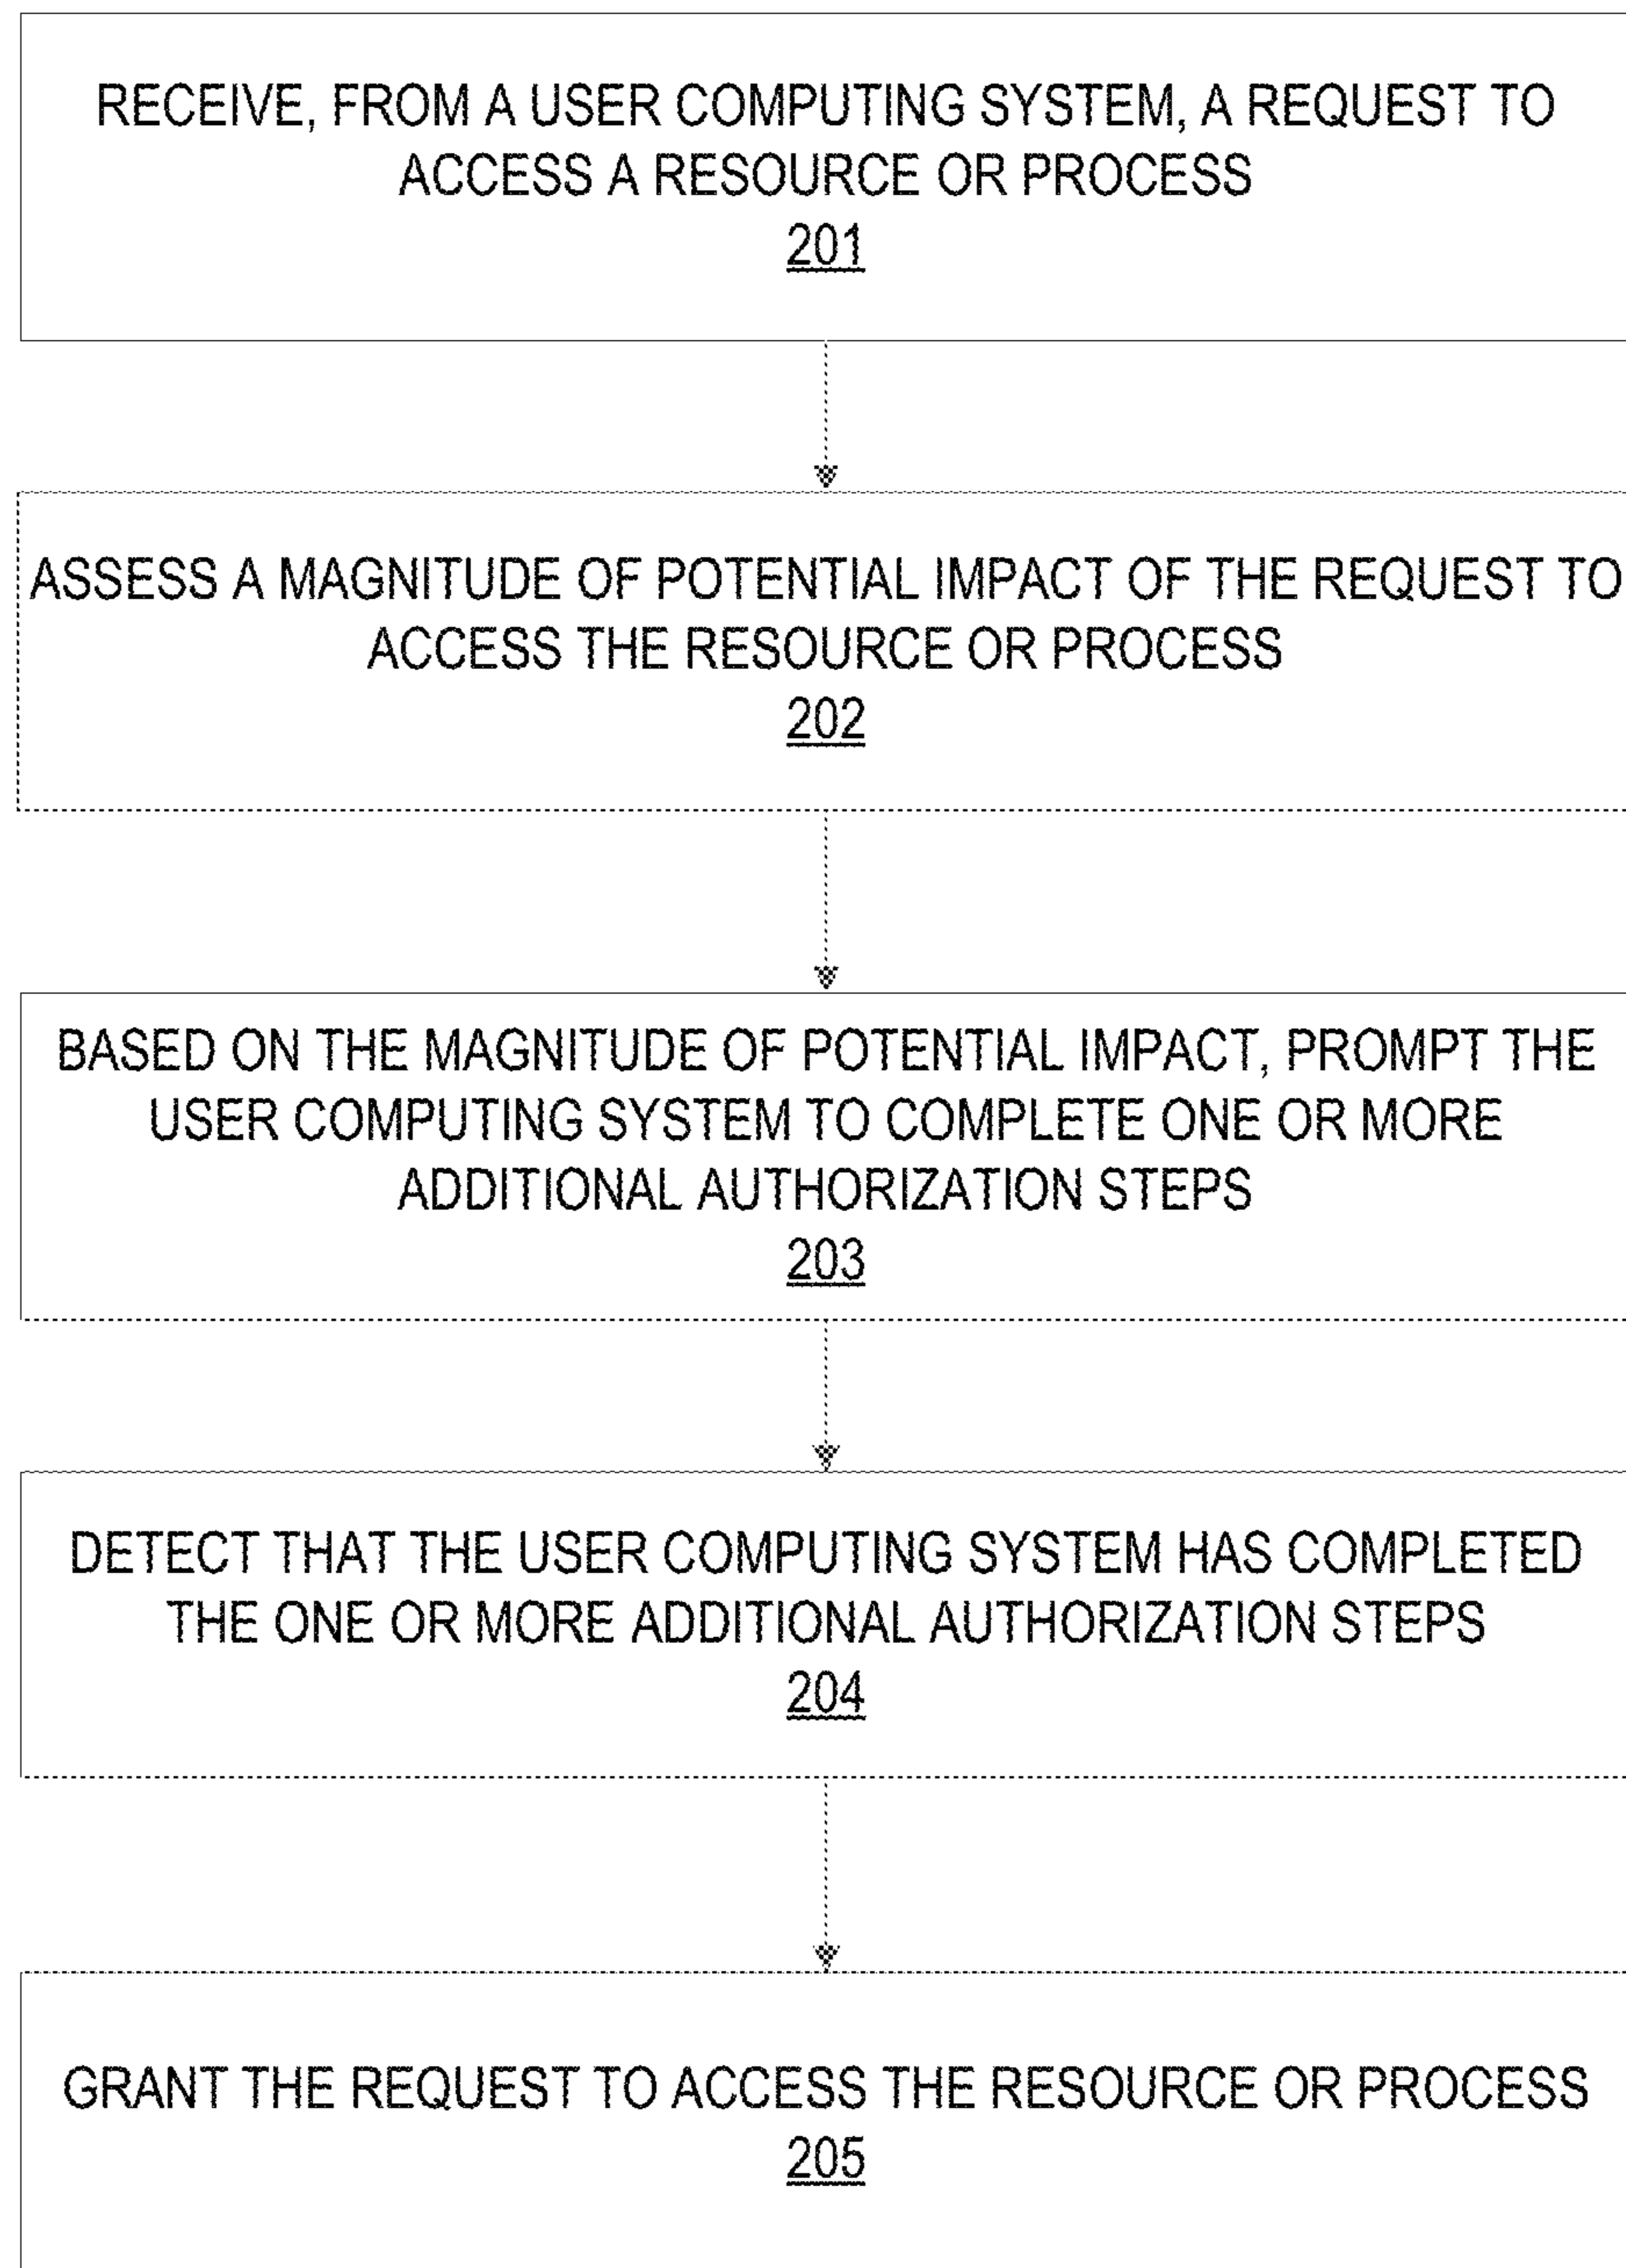 RECEIVE, FROM A USER COMPUTING SYSTEM, A REQUEST TO
ACCESS A RESOURCE OR PROCESS
201
ASSESS A MAGNITUDE OF POTENTIAL IMPACT OF THE REQUEST TO
ACCESS THE RESOURCE OR PROCESS
202
BASED ON THE MAGNITUDE OF POTENTIAL IMPACT, PROMPT THE
USER COMPUTING SYSTEM TO COMPLETE ONE OR MORE
ADDITIONAL AUTHORIZATION STEPS
203
DETECT THAT THE USER COMPUTING SYSTEM HAS COMPLETED
THE ONE OR MORE ADDITIONAL AUTHORIZATION STEPS
204
GRANT THE REQUEST TO ACCESS THE RESOURCE OR PROCESS
205